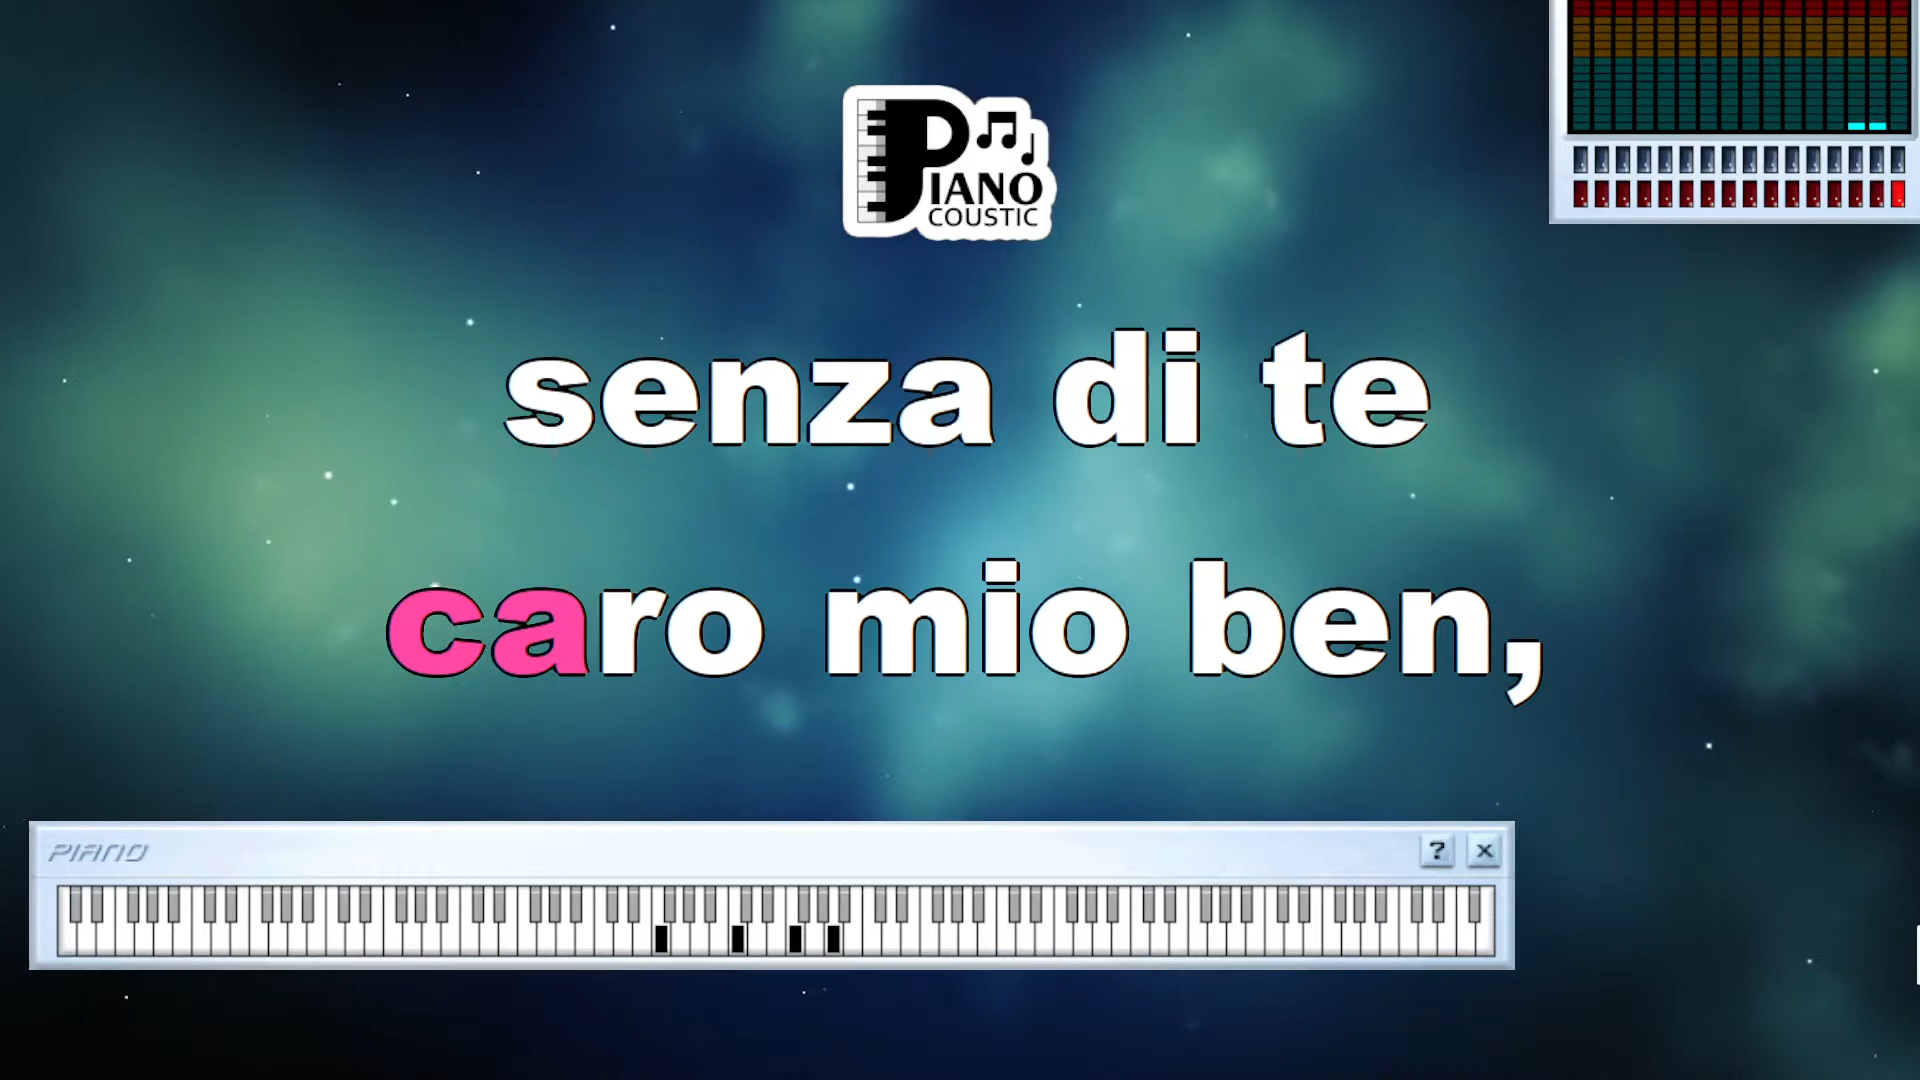 PIANO
COUSTIC
senza di te
caro mio ben,
PIANO
? x